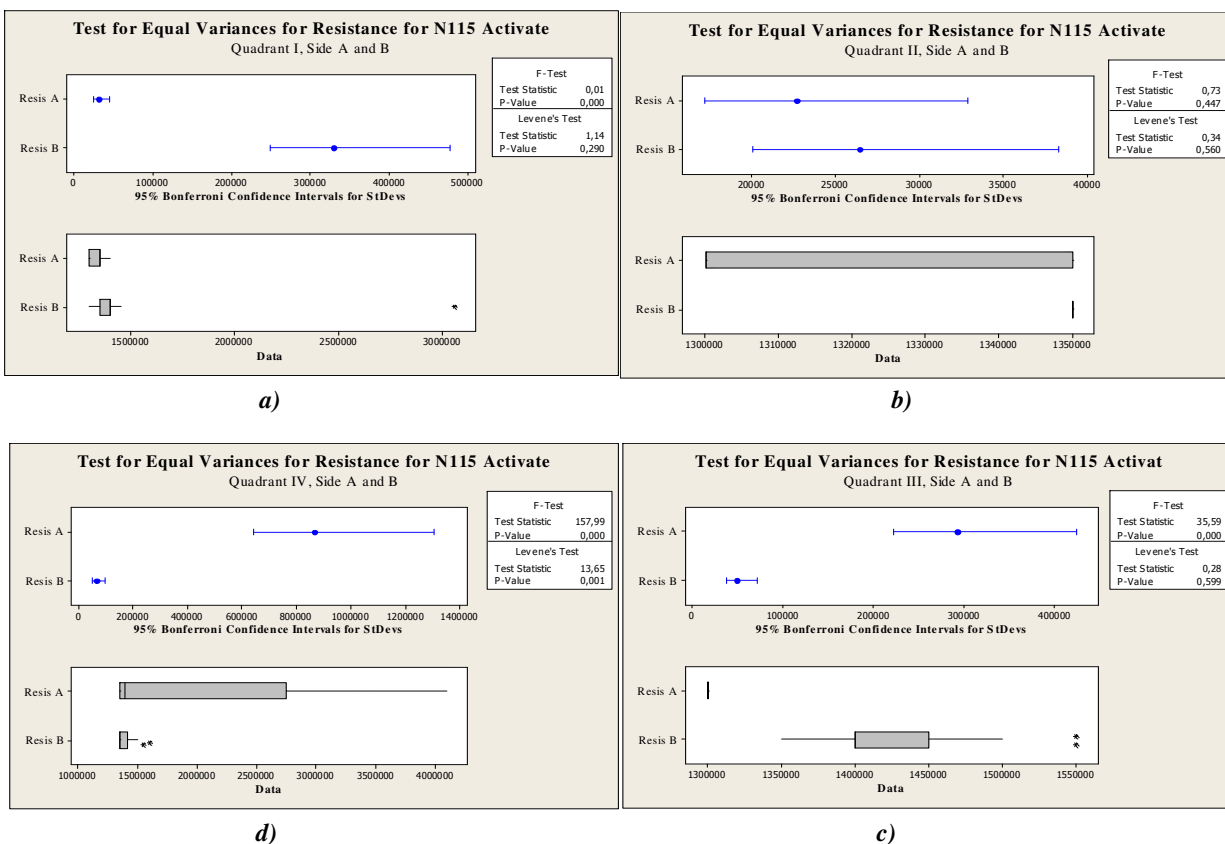 Test for Equal Variances for Resistance for N115 Activate
Quadrant I, Side A and B
F-Test
Test Statistic 0,01
P-Value 0,000
Levene's Test
Test Statistic 1,14
P-Value 0,290
Resis A
Resis B
0 100000 200000 300000 400000 500000
95% Bonferroni Confidence Intervals for StDevs
Resis A
Resis B
1500000 2000000 2500000 3000000
Data
a)
Test for Equal Variances for Resistance for N115 Activate
Quadrant II, Side A and B
F-Test
Test Statistic 0,73
P-Value 0,447
Levene's Test
Test Statistic 0,34
P-Value 0,560
Resis A
Resis B
20000 25000 30000 35000 40000
95% Bonferroni Confidence Intervals for StDevs
Resis A
Resis B
1300000 1310000 1320000 1330000 1340000 1350000
Data
b)
Test for Equal Variances for Resistance for N115 Activate
Quadrant IV, Side A and B
F-Test
Test Statistic 157,99
P-Value 0,000
Levene's Test
Test Statistic 13,65
P-Value 0,001
Resis A
Resis B
0 200000 400000 600000 800000 1000000 1200000 1400000
95% Bonferroni Confidence Intervals for StDevs
Resis A
Resis B
1000000 1500000 2000000 2500000 3000000 3500000 4000000
Data
d)
Test for Equal Variances for Resistance for N115 Activat
Quadrant III, Side A and B
F-Test
Test Statistic 35,59
P-Value 0,000
Levene's Test
Test Statistic 0,28
P-Value 0,599
Resis A
Resis B
0 100000 200000 300000 400000
95% Bonferroni Confidence Intervals for StDevs
Resis A
Resis B
1300000 1350000 1400000 1450000 1500000 1550000
Data
c)